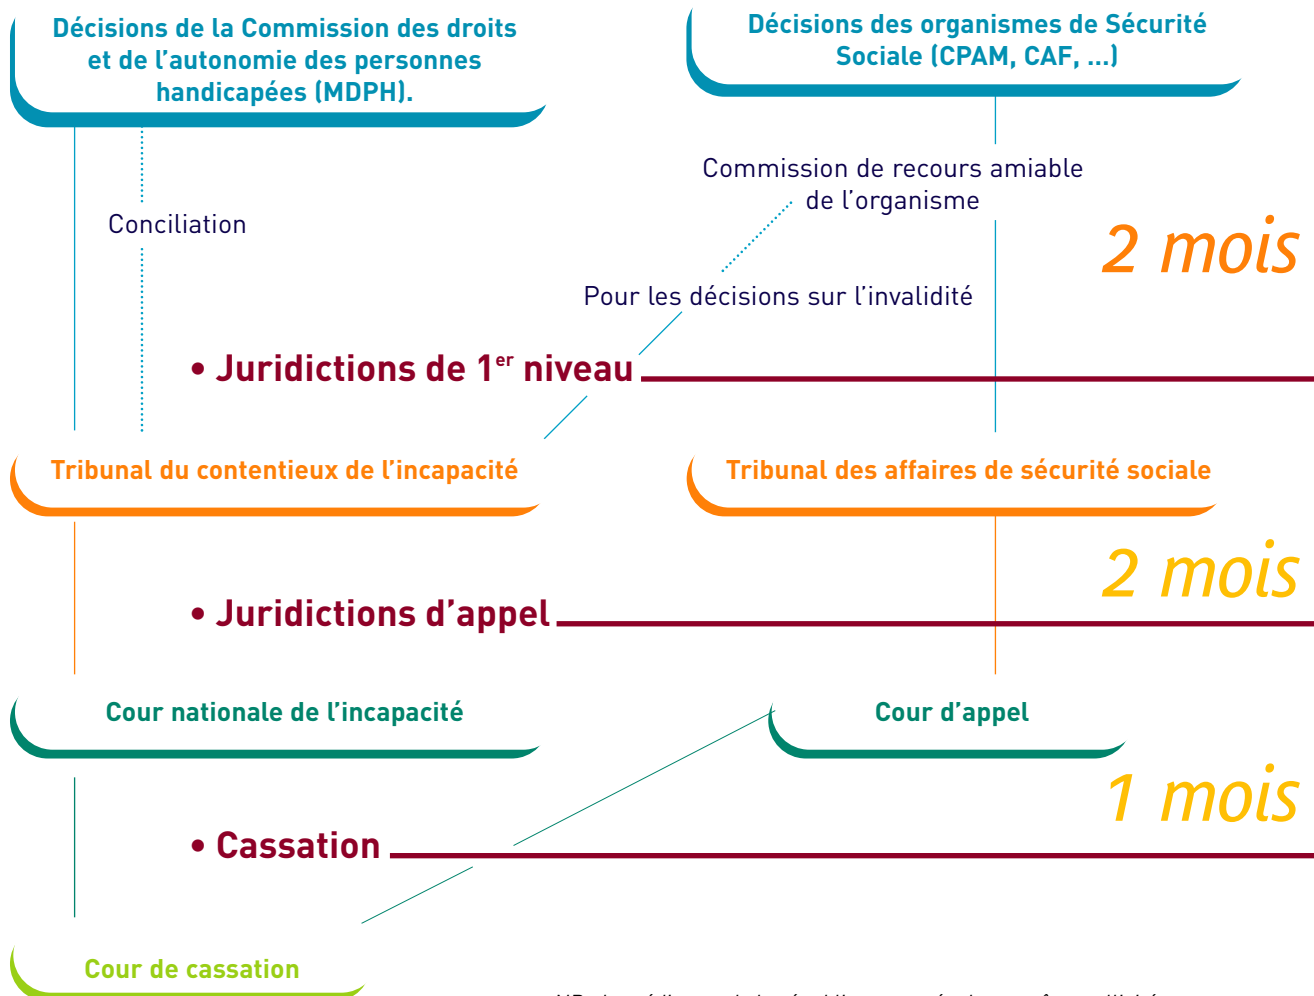 Décisions de la Commission des droits
et de l'autonomie des personnes
handicapées (MDPH).
Décisions des organismes de Sécurité
Sociale (CPAM, CAF, ...)
Commission de recours amiable
de l'organisme
Conciliation
2 mois
Pour les décisions sur l'invalidité
• Juridictions de 1er niveau
Tribunal du contentieux de l'incapacité
Tribunal des affaires de sécurité sociale
2 mois
• Juridictions d'appel
Cour nationale de l'incapacité
Cour d'appel
1 mois
• Cassation
Cour de cassation